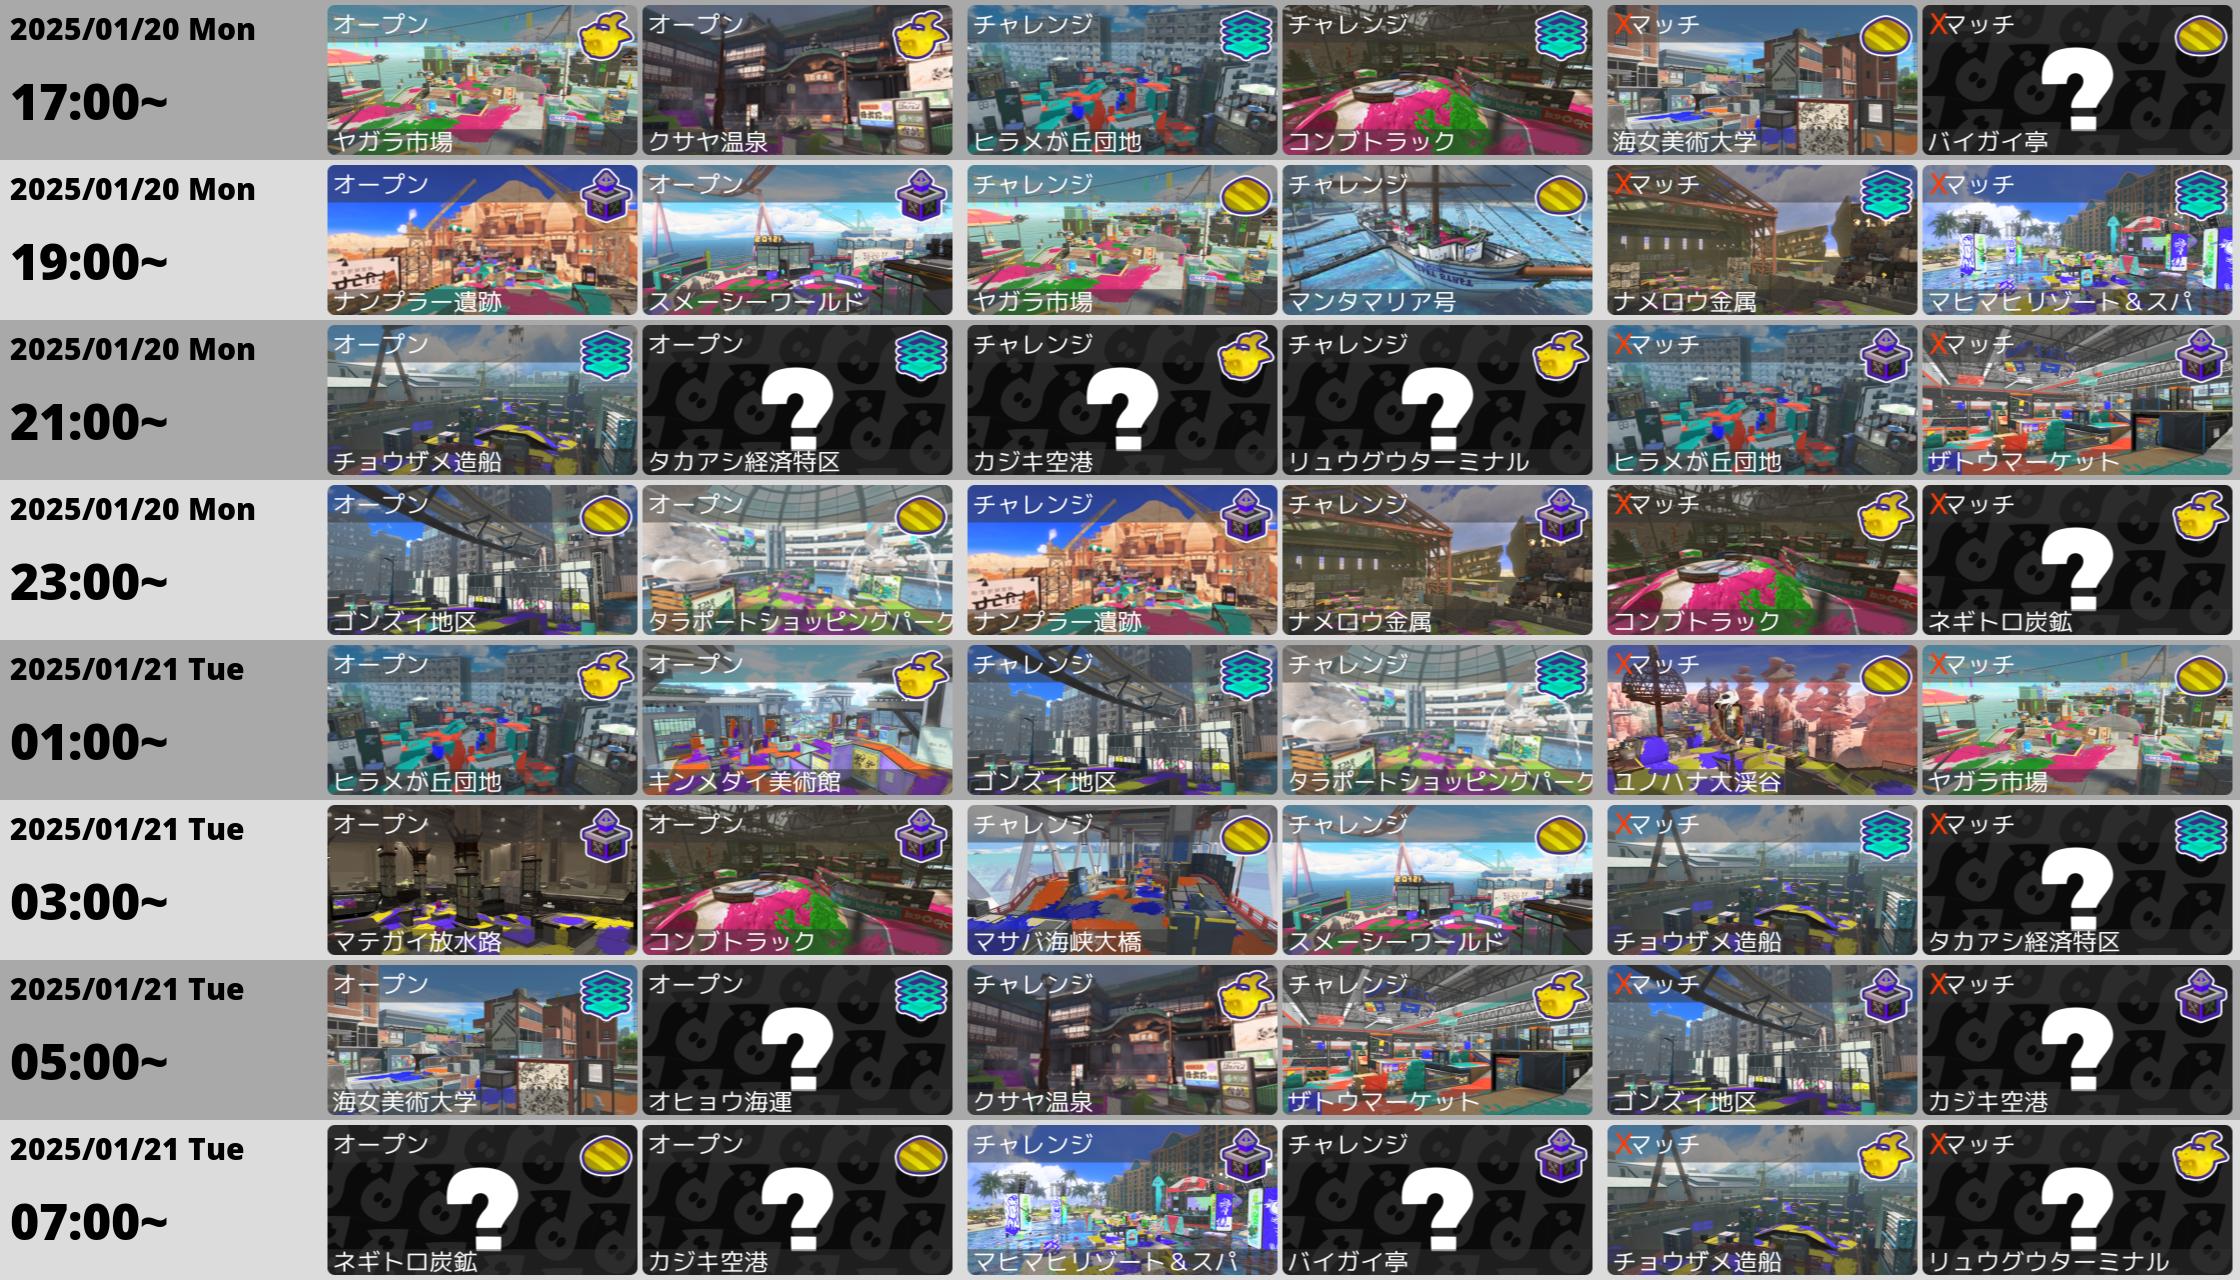 2025/01/20 Mon
17:00~
オープン
ヤガラ市場
オープン
クサヤ温泉
チャレンジ
ヒラメが丘団地
チャレンジ
コンブトラック
Xマッチ
海女美術大学
Xマッチ
バイガイ亭
2025/01/20 Mon
19:00~
オープン
ナンプラー遺跡
オープン
スメーシーワールド
チャレンジ
ヤガラ市場
チャレンジ
マンタマリア号
Xマッチ
ナメロウ金属
Xマッチ
マヒマヒリゾート&スパ
2025/01/20 Mon
21:00~
オープン
チョウザメ造船
オープン
タカアシ経済特区
チャレンジ
カジキ空港
チャレンジ
リュウグウターミナル
Xマッチ
ヒラメが丘団地
Xマッチ
ザトウマーケット
2025/01/20 Mon
23:00~
オープン
ゴンズイ地区
オープン
タラポートショッピングパーク
チャレンジ
ナンプラー遺跡
チャレンジ
ナメロウ金属
Xマッチ
コンブトラック
Xマッチ
ネギトロ炭鉱
2025/01/21 Tue
01:00~
オープン
ヒラメが丘団地
オープン
キンメダイ美術館
チャレンジ
ゴンズイ地区
チャレンジ
タラポートショッピングパーク
Xマッチ
ユノハナ大渓谷
Xマッチ
ヤガラ市場
2025/01/21 Tue
03:00~
オープン
マテガイ放水路
オープン
コンブトラック
チャレンジ
マサバ海峡大橋
チャレンジ
スメーシーワールド
Xマッチ
チョウザメ造船
Xマッチ
タカアシ経済特区
2025/01/21 Tue
05:00~
オープン
海女美術大学
オープン
オヒョウ海運
チャレンジ
クサヤ温泉
チャレンジ
ザトウマーケット
Xマッチ
ゴンズイ地区
Xマッチ
カジキ空港
2025/01/21 Tue
07:00~
オープン
ネギトロ炭鉱
オープン
カジキ空港
チャレンジ
マヒマヒリゾート&スパ
チャレンジ
バイガイ亭
Xマッチ
チョウザメ造船
Xマッチ
リュウグウターミナル